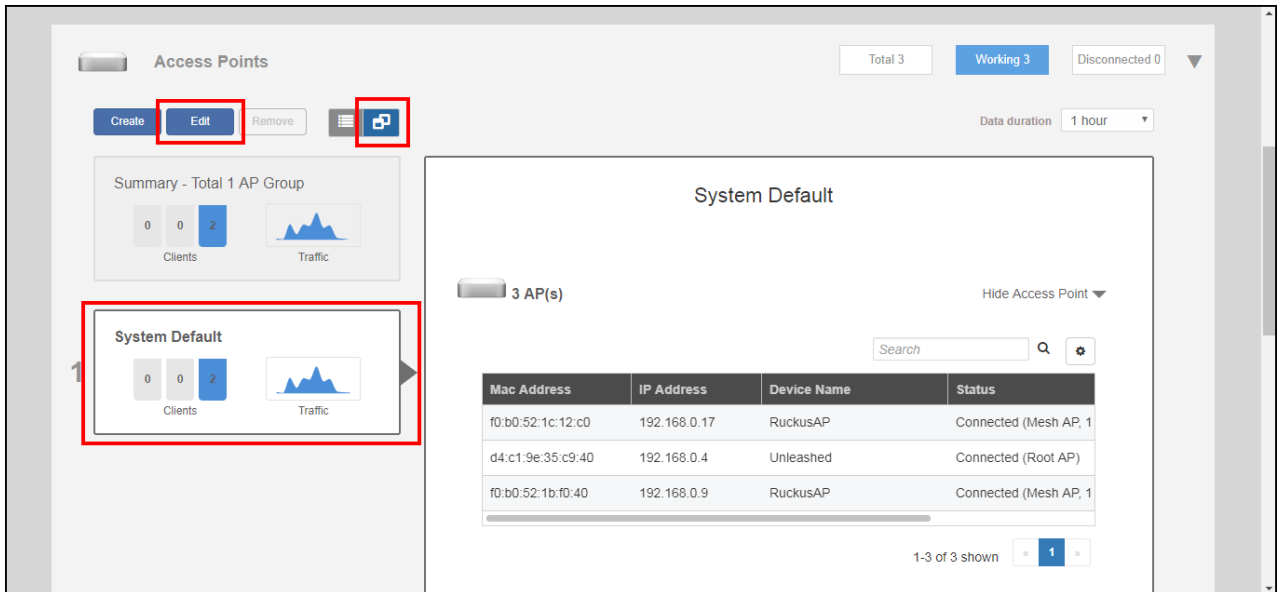 Access Points
Total 3
Working 3
Disconnected 0
Create
Edit
Remove
Data duration
1 hour
Summary - Total 1 AP Group
0 0 2
Clients Traffic
1
System Default
0 0 2
Clients Traffic
System Default
3 AP(s)
Hide Access Point
Search
Mac Address IP Address Device Name Status
f0:b0:52:1c:12:c0 192.168.0.17 RuckusAP Connected (Mesh AP, 1
d4:c1:9e:35:c9:40 192.168.0.4 Unleashed Connected (Root AP)
f0:b0:52:1b:f0:40 192.168.0.9 RuckusAP Connected (Mesh AP, 1
1-3 of 3 shown « 1 »